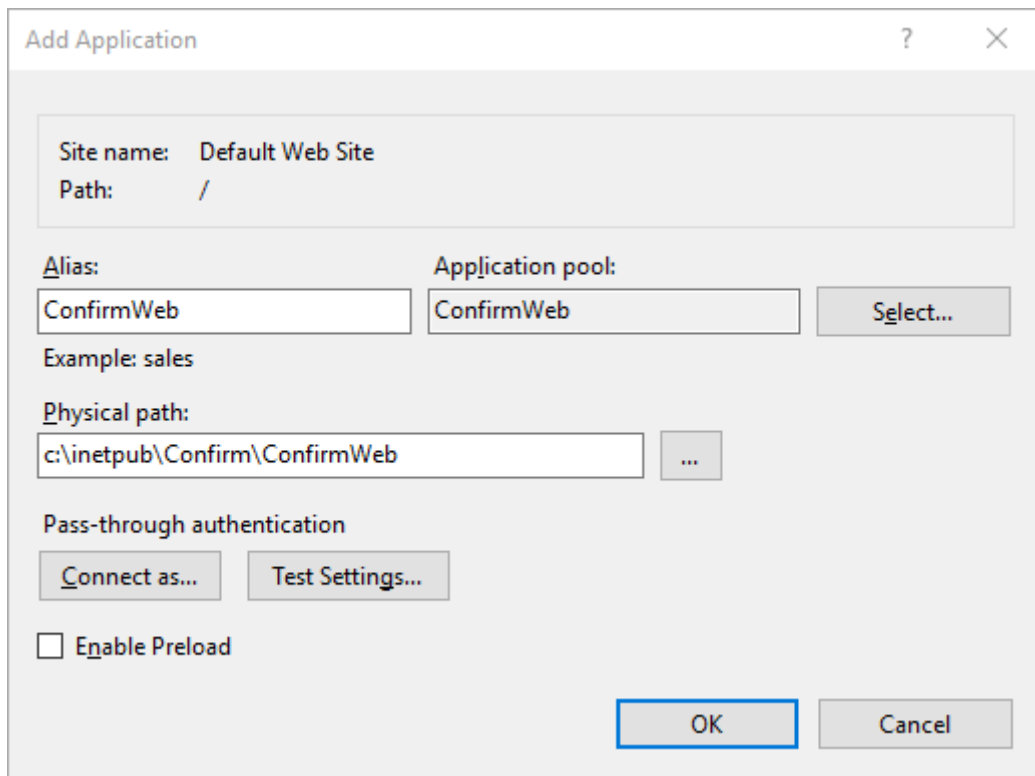 Add Application ?
Site name: Default Web Site
Path: /
Alias: Application pool:
ConfirmWeb ConfirmWeb Select...
Example: sales
Physical path:
c:\inetpub\Confirm\ConfirmWeb ...
Pass-through authentication
Connect as... Test Settings...
Enable Preload
OK Cancel